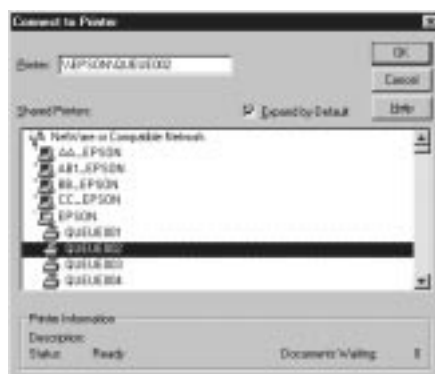 Connect to Printer
Printer: \\EPSON\QUEUE002
OK
Cancel
Shared Printers:
Expand by Default
Help
NetWare or Compatible Network
AA_EPSON
AB1_EPSON
BB_EPSON
CC_EPSON
EPSON
QUEUE001
QUEUE002
QUEUE003
QUEUE004
Printer Information
Description:
Status: Ready
Documents Waiting: 0